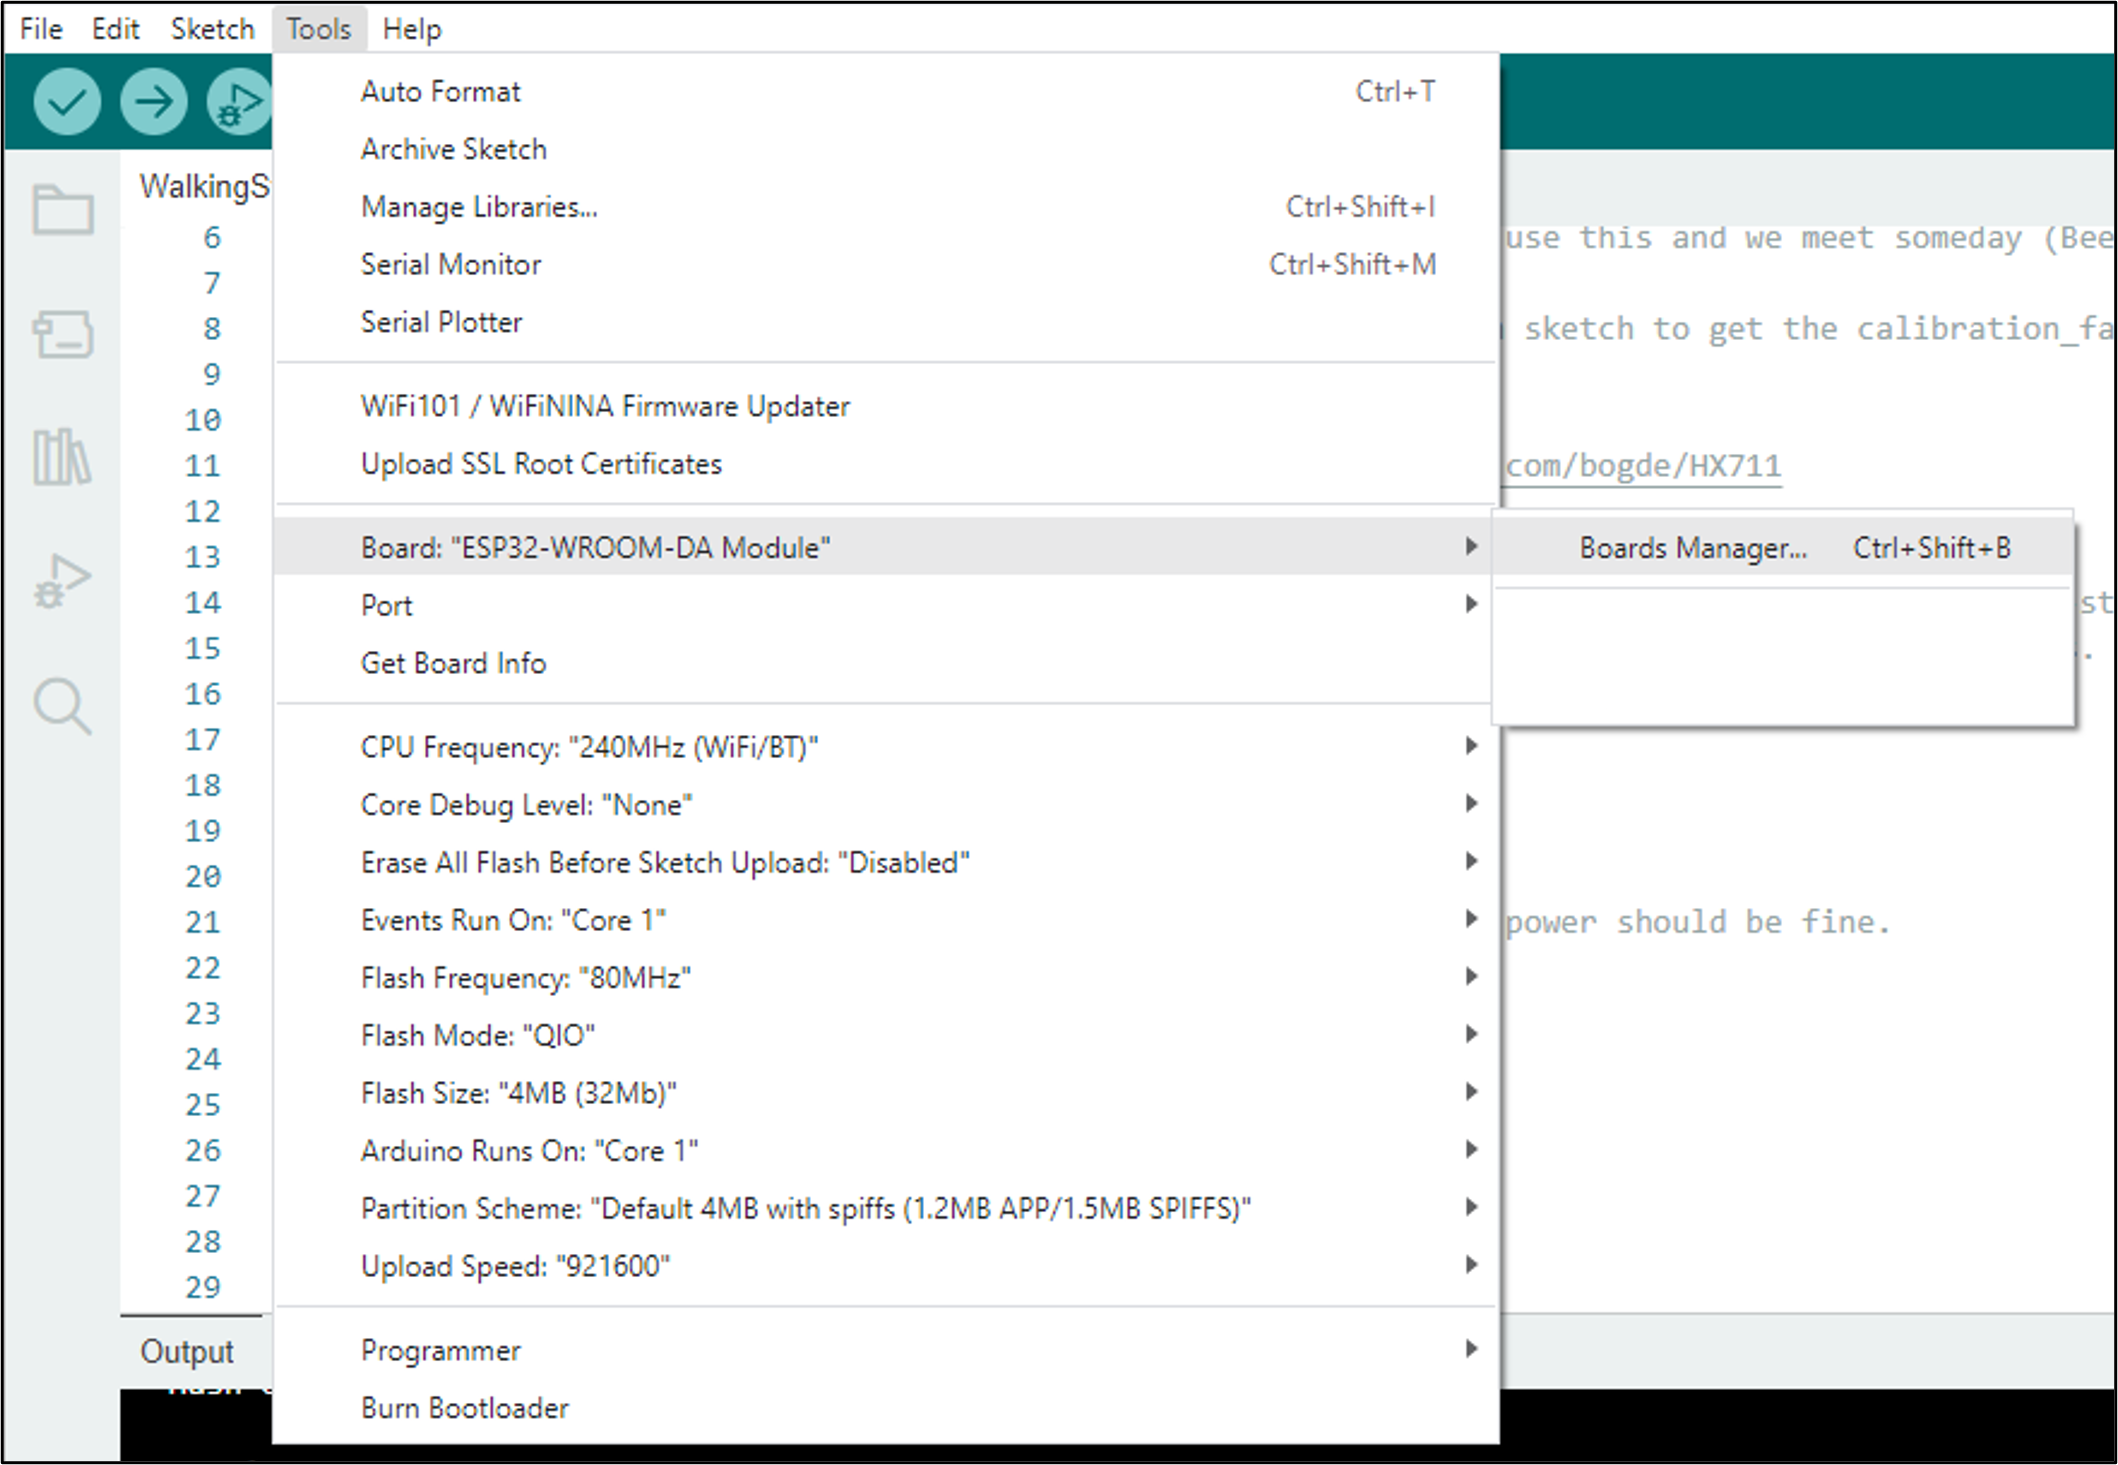 File Edit Sketch Tools Help
Auto Format Ctrl+T
Archive Sketch
Manage Libraries... Ctrl+Shift+I
Serial Monitor Ctrl+Shift+M
Serial Plotter
WiFi101 / WiFiNINA Firmware Updater
Upload SSL Root Certificates
Board: "ESP32-WROOM-DA Module"
Port
Get Board Info
CPU Frequency: "240MHz (WiFi/BT)"
Core Debug Level: "None"
Erase All Flash Before Sketch Upload: "Disabled"
Events Run On: "Core 1"
Flash Frequency: "80MHz"
Flash Mode: "QIO"
Flash Size: "4MB (32Mb)"
Arduino Runs On: "Core 1"
Partition Scheme: "Default 4MB with spiffs (1.2MB APP/1.5MB SPIFFS)"
Upload Speed: "921600"
Programmer
Burn Bootloader
Boards Manager... Ctrl+Shift+B
WalkingS
6
7
8
9
10
11
12
13
14
15
16
17
18
19
20
21
22
23
24
25
26
27
28
29
use this and we meet someday (Bee
sketch to get the calibration_fa
com/bogde/HX711
st
.
power should be fine.
Output